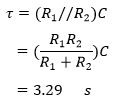 τ = (R₁//R₂)C
= (R₁R₂ / R₁ + R₂)C
= 3.29 s